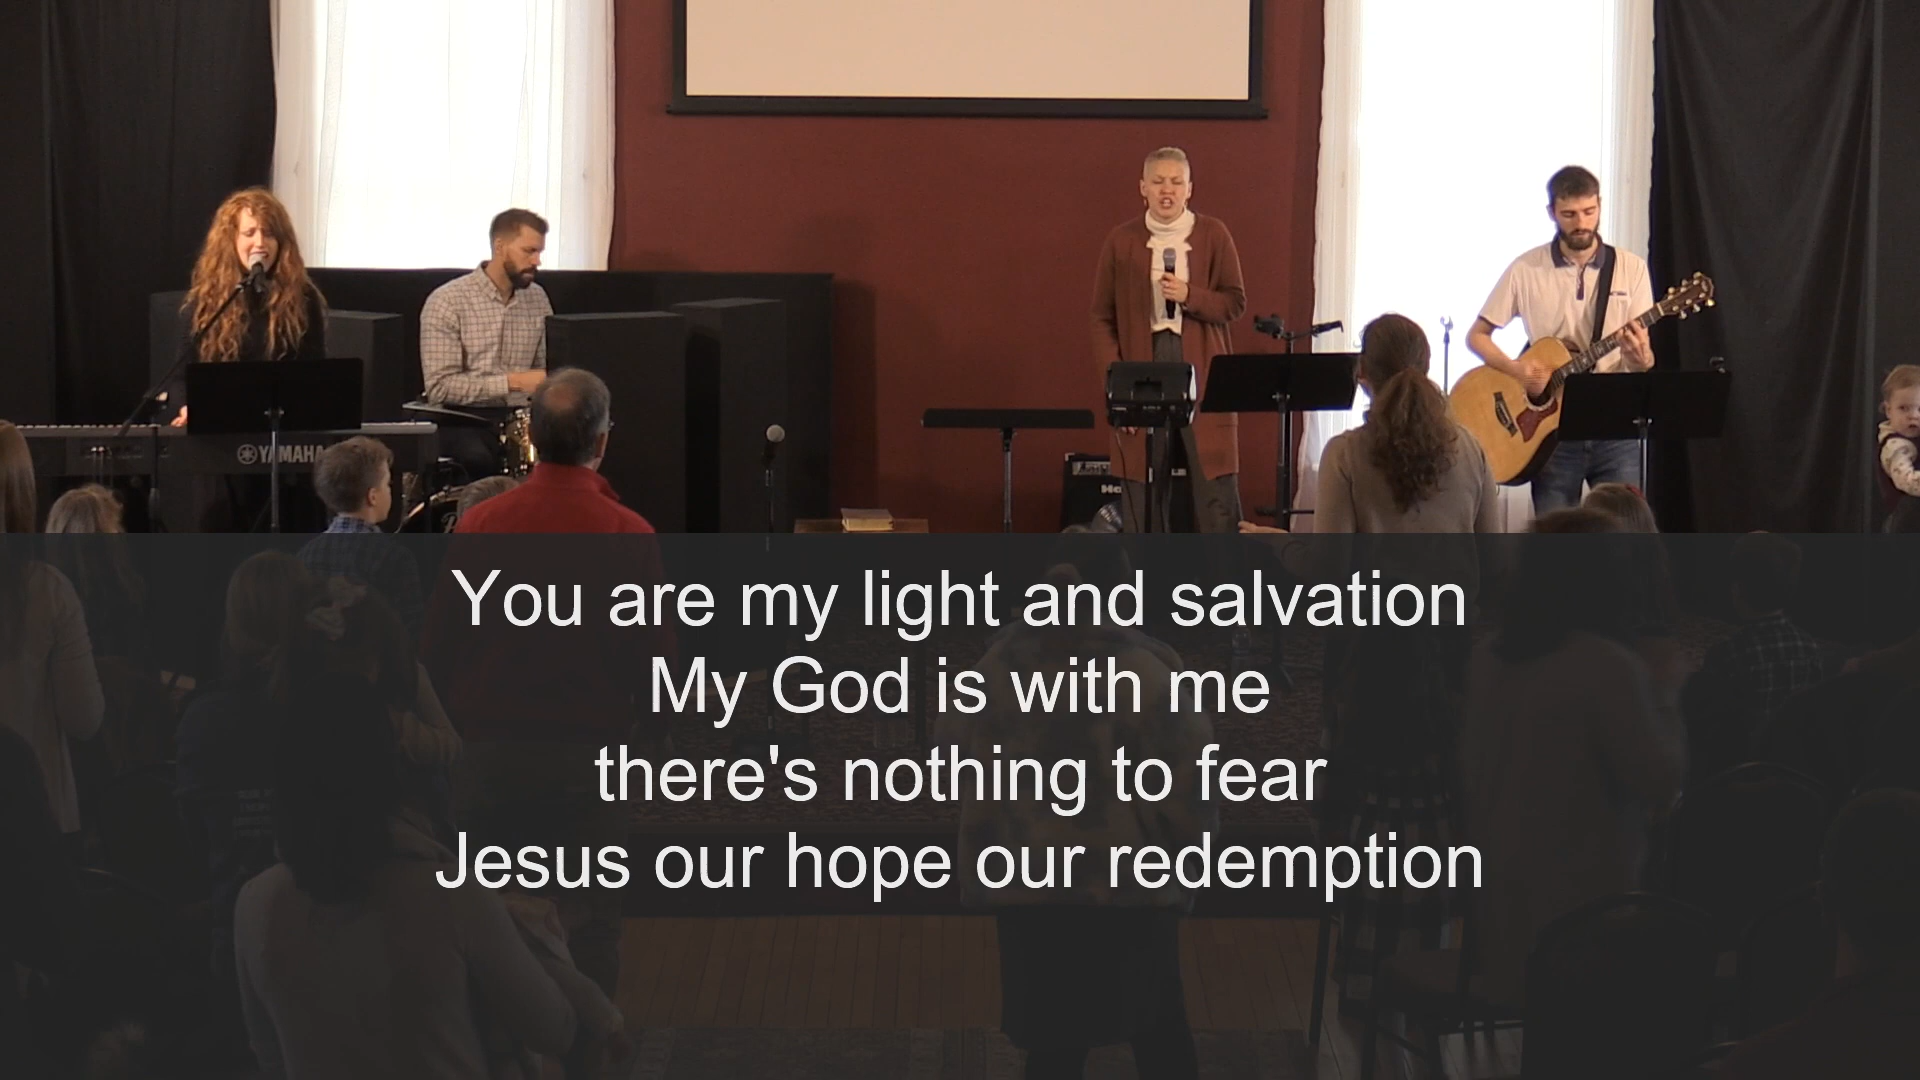 YAMAHA
You are my light and salvation
My God is with me
there's nothing to fear
Jesus our hope our redemption